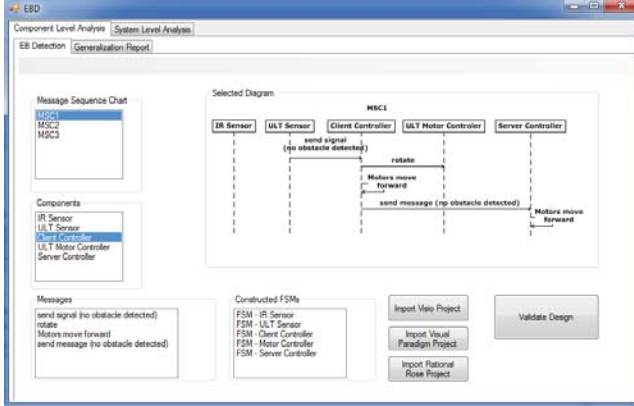 EBD
Component Level Analysis System Level Analysis
EB Detection Generalization Report
Message Sequence Chart
MSC1
MSC2
MSC3
Components
IR Sensor
ULT Sensor
Client Controller
ULT Motor Controller
Server Controller
Selected Diagram
MSC1
IR Sensor ULT Sensor Client Controller ULT Motor Controler Server Controller
send signal
(no obstacle detected)
rotate
Motors move
forward
send message (no obstacle detected)
Motors move
forward
Messages
send signal (no obstacle detected)
rotate
Motors move forward
send message (no obstacle detected)
Constructed FSMs
FSM - IR Sensor
FSM - ULT Sensor
FSM - Client Controller
FSM - Motor Controller
FSM - Server Controller
Import Visio Project
Import Visual
Paradigm Project
Import Rational
Rose Project
Validate Design